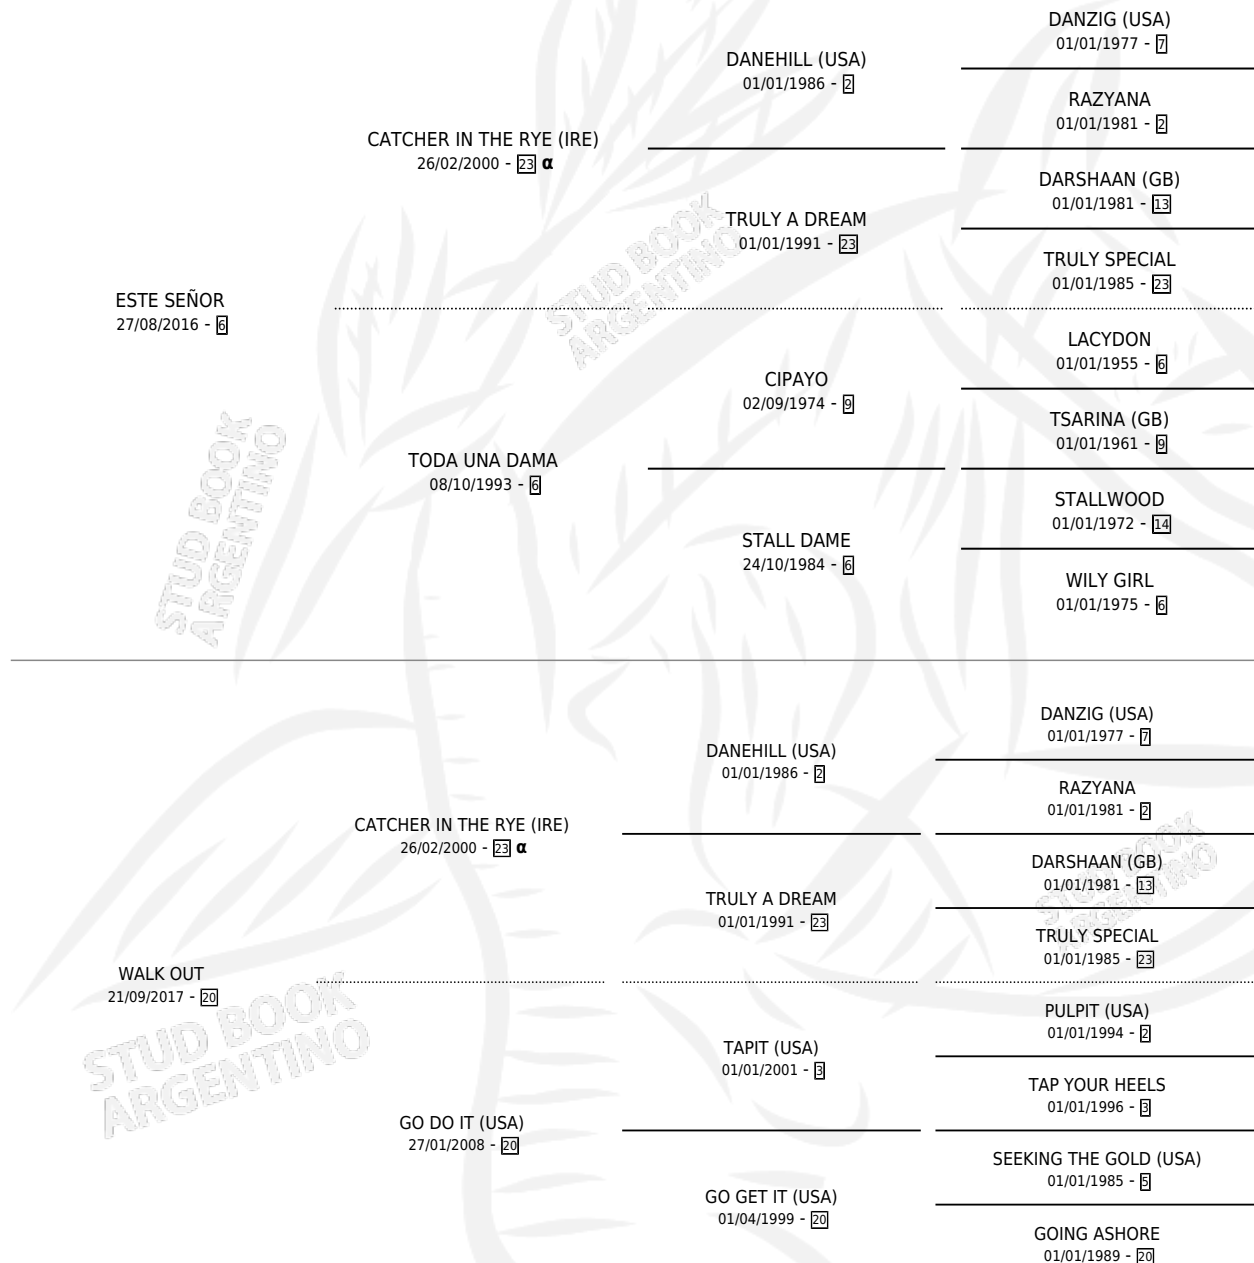 DANZIG (USA)
01/01/1977 - 7
DANEHILL (USA)
01/01/1986 - 2
RAZYANA
01/01/1981 - 2
CATCHER IN THE RYE (IRE)
26/02/2000 - 23 α
DARSHAAN (GB)
01/01/1981 - 13
TRULY A DREAM
01/01/1991 - 23
TRULY SPECIAL
01/01/1985 - 23
STUD BOOK
ARGENTINO
ESTE SEÑOR
27/08/2016 - 6
LACYDON
01/01/1955 - 6
CIPAYO
02/09/1974 - 9
TSARINA (GB)
01/01/1961 - 9
TODA UNA DAMA
08/10/1993 - 6
STALLWOOD
01/01/1972 - 14
STALL DAME
24/10/1984 - 6
WILY GIRL
01/01/1975 - 6
STUD BOOK
ARGENTINO
DANZIG (USA)
01/01/1977 - 7
DANEHILL (USA)
01/01/1986 - 2
RAZYANA
01/01/1981 - 2
CATCHER IN THE RYE (IRE)
26/02/2000 - 23 α
DARSHAAN (GB)
01/01/1981 - 13
TRULY A DREAM
01/01/1991 - 23
TRULY SPECIAL
01/01/1985 - 23
STUD BOOK
ARGENTINO
WALK OUT
21/09/2017 - 20
PULPIT (USA)
01/01/1994 - 2
TAPIT (USA)
01/01/2001 - 3
TAP YOUR HEELS
01/01/1996 - 3
STUD BOOK
ARGENTINO
GO DO IT (USA)
27/01/2008 - 20
SEEKING THE GOLD (USA)
01/01/1985 - 5
GO GET IT (USA)
01/04/1999 - 20
GOING ASHORE
01/01/1989 - 20